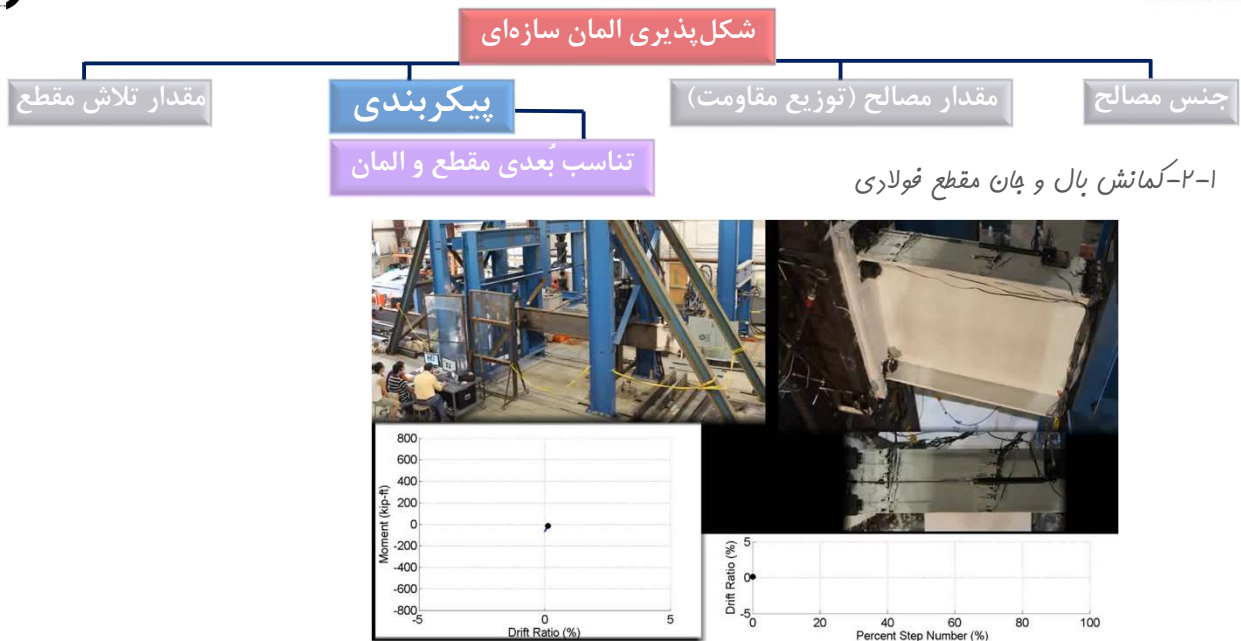 شکل‌پذیری المان سازه‌ای
جنس مصالح
مقدار مصالح (توزیع مقاومت)
پیکربندی
مقدار تلاش مقطع
تناسب بُعدی مقطع و المان
۲-۱-کمانش بال و جان مقطع فولادی
800
600
400
200
0
-200
-400
-600
-800
Moment (kip-ft)
-5
0
5
Drift Ratio (%)
5
0
-5
Drift Ratio (%)
0
20
40
60
80
100
Percent Step Number (%)